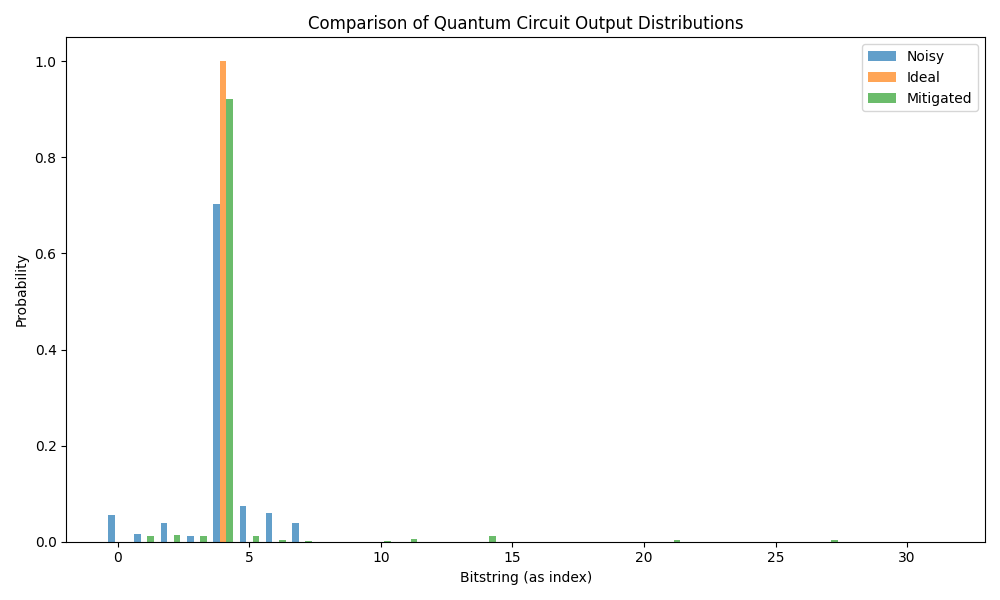 Comparison of Quantum Circuit Output Distributions
Noisy
Ideal
Mitigated
Probability
1.0
0.8
0.6
0.4
0.2
0.0
0 5 10 15 20 25 30
Bitstring (as index)